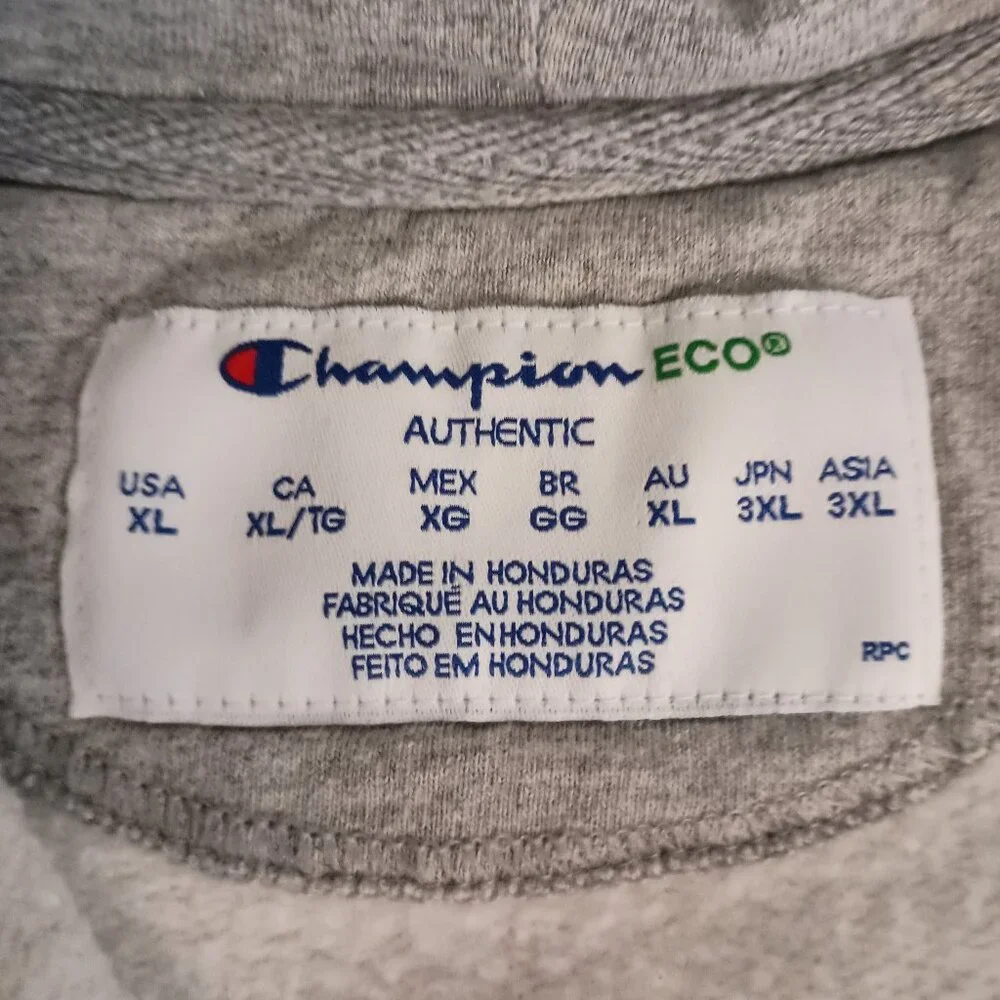 Champion ECO®
AUTHENTIC
USA CA MEX BR AU JPN ASIA
XL XL/TG XG GG XL 3XL 3XL
MADE IN HONDURAS
FABRIQUÉ AU HONDURAS
HECHO EN HONDURAS
FEITO EM HONDURAS
RPC